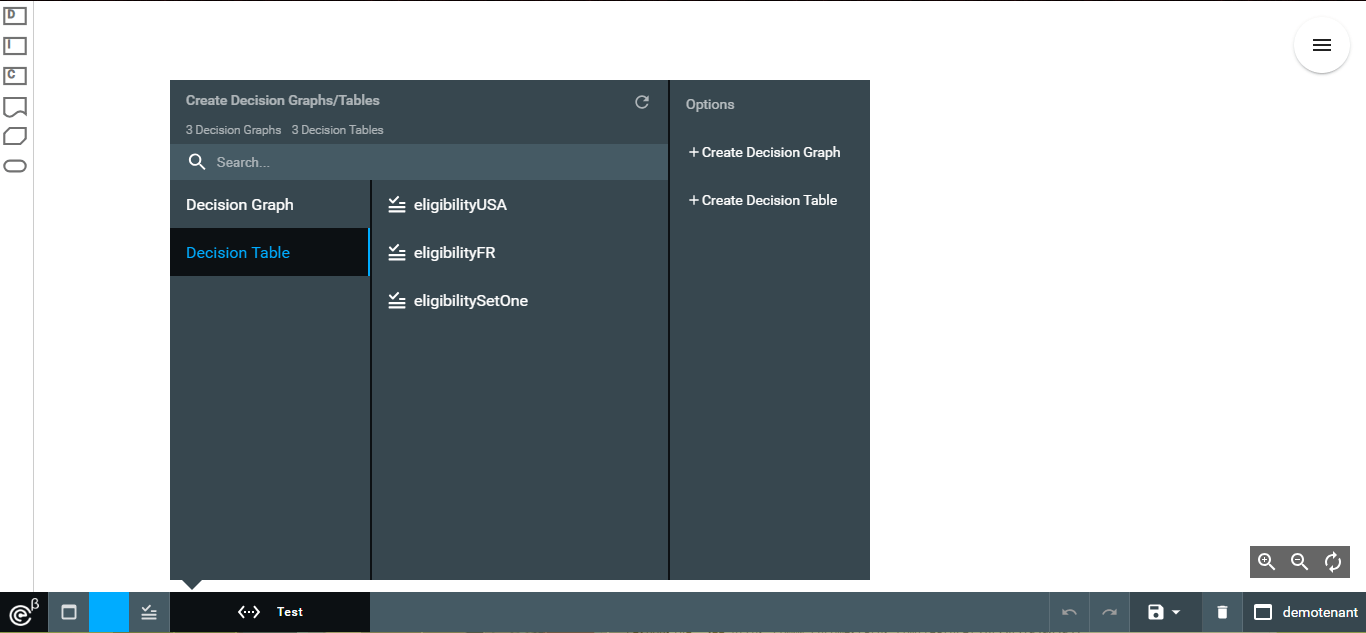 D
I
C
Create Decision Graphs/Tables
3 Decision Graphs 3 Decision Tables
Search...
Decision Graph
Decision Table
eligibilityUSA
eligibilityFR
eligibilitySetOne
Options
+ Create Decision Graph
+ Create Decision Table
β
Test
demotenant